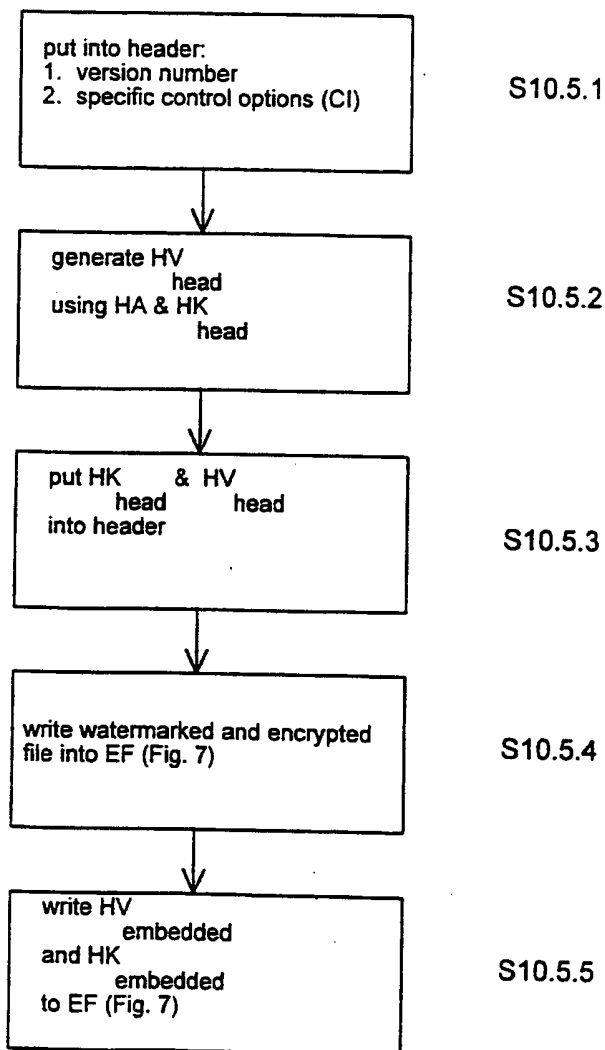 put into header:
1. version number
2. specific control options (CI)
S10.5.1
generate HV
head
using HA & HK
head
S10.5.2
put HK & HV
head head
into header
S10.5.3
write watermarked and encrypted
file into EF (Fig. 7)
S10.5.4
write HV
embedded
and HK
embedded
to EF (Fig. 7)
S10.5.5